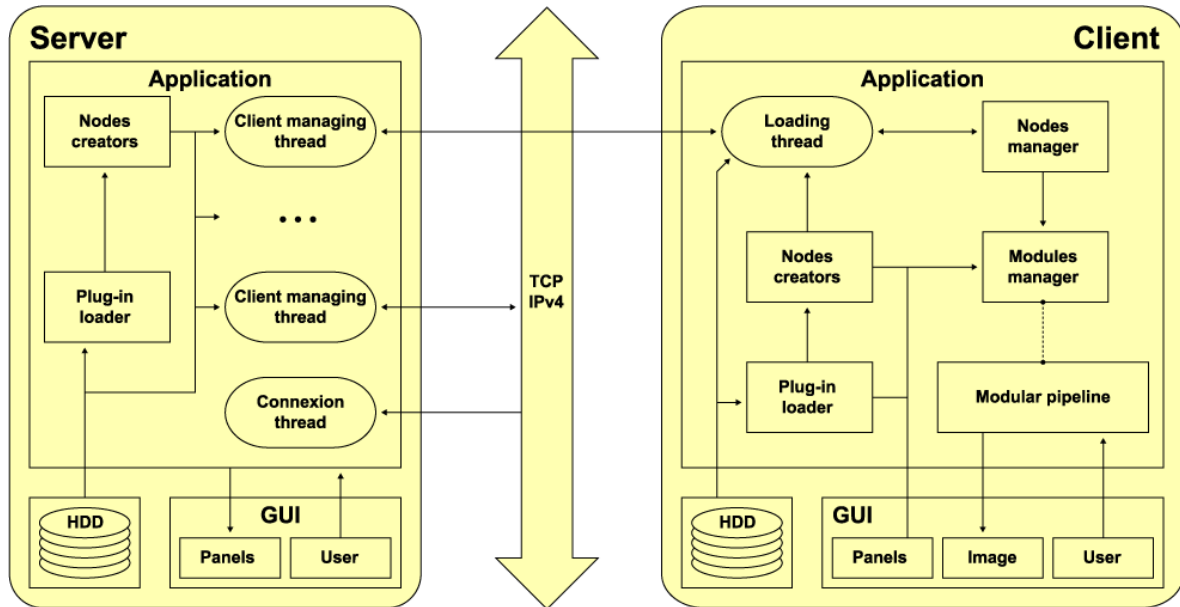 Server
Application
Nodes
creators
Client managing
thread
• • •
Plug-in
loader
Client managing
thread
Connexion
thread
HDD
GUI
Panels
User
TCP
IPv4
Client
Application
Loading
thread
Nodes
manager
Nodes
creators
Modules
manager
Plug-in
loader
Modular pipeline
HDD
GUI
Panels
Image
User